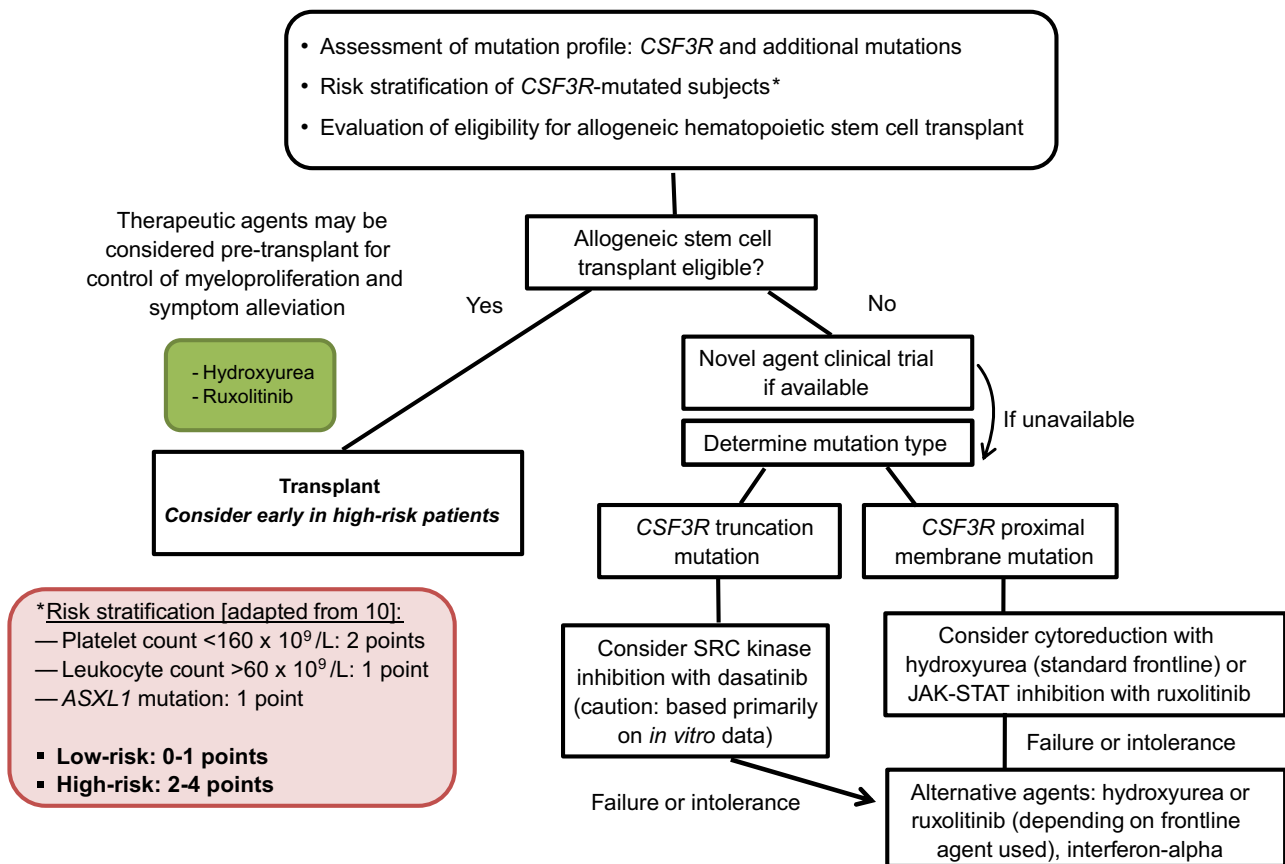 • Assessment of mutation profile: CSF3R and additional mutations
• Risk stratification of CSF3R-mutated subjects*
• Evaluation of eligibility for allogeneic hematopoietic stem cell transplant
Therapeutic agents may be
considered pre-transplant for
control of myeloproliferation and
symptom alleviation
Allogeneic stem cell
transplant eligible?
Yes
No
- Hydroxyurea
- Ruxolitinib
Novel agent clinical trial
if available
If unavailable
Determine mutation type
Transplant
Consider early in high-risk patients
CSF3R truncation
mutation
CSF3R proximal
membrane mutation
*Risk stratification [adapted from 10]:
— Platelet count <160 x 10⁹/L: 2 points
— Leukocyte count >60 x 10⁹/L: 1 point
— ASXL1 mutation: 1 point
▪ Low-risk: 0-1 points
▪ High-risk: 2-4 points
Consider SRC kinase
inhibition with dasatinib
(caution: based primarily
on in vitro data)
Consider cytoreduction with
hydroxyurea (standard frontline) or
JAK-STAT inhibition with ruxolitinib
Failure or intolerance
Failure or intolerance
Alternative agents: hydroxyurea or
ruxolitinib (depending on frontline
agent used), interferon-alpha